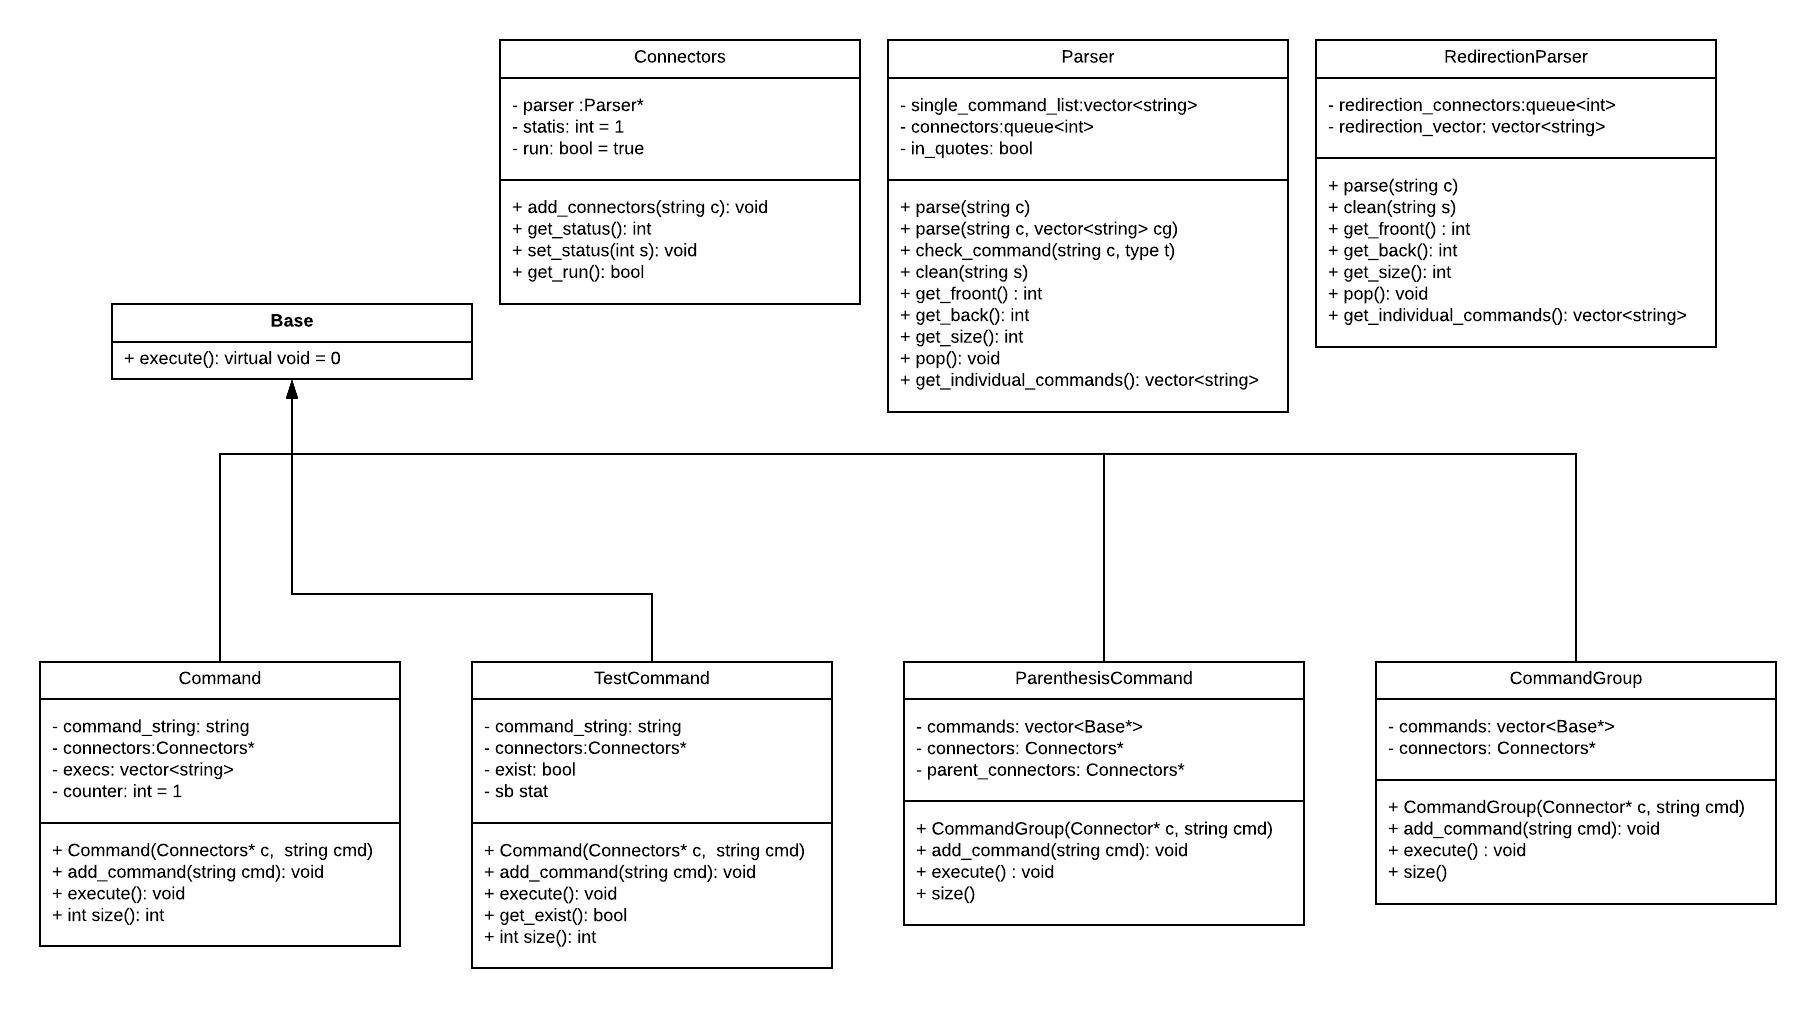 Connectors
- parser :Parser*
- statis: int = 1
- run: bool = true
+ add_connectors(string c): void
+ get_status(): int
+ set_status(int s): void
+ get_run(): bool
Parser
- single_command_list:vector<string>
- connectors:queue<int>
- in_quotes: bool
+ parse(string c)
+ parse(string c, vector<string> cg)
+ check_command(string c, type t)
+ clean(string s)
+ get_froont() : int
+ get_back(): int
+ get_size(): int
+ pop(): void
+ get_individual_commands(): vector<string>
RedirectionParser
- redirection_connectors:queue<int>
- redirection_vector: vector<string>
+ parse(string c)
+ clean(string s)
+ get_froont() : int
+ get_back(): int
+ get_size(): int
+ pop(): void
+ get_individual_commands(): vector<string>
Base
+ execute(): virtual void = 0
Command
- command_string: string
- connectors:Connectors*
- execs: vector<string>
- counter: int = 1
+ Command(Connectors* c,  string cmd)
+ add_command(string cmd): void
+ execute(): void
+ int size(): int
TestCommand
- command_string: string
- connectors:Connectors*
- exist: bool
- sb stat
+ Command(Connectors* c,  string cmd)
+ add_command(string cmd): void
+ execute(): void
+ get_exist(): bool
+ int size(): int
ParenthesisCommand
- commands: vector<Base*>
- connectors: Connectors*
- parent_connectors: Connectors*
+ CommandGroup(Connector* c, string cmd)
+ add_command(string cmd): void
+ execute() : void
+ size()
CommandGroup
- commands: vector<Base*>
- connectors: Connectors*
+ CommandGroup(Connector* c, string cmd)
+ add_command(string cmd): void
+ execute() : void
+ size()